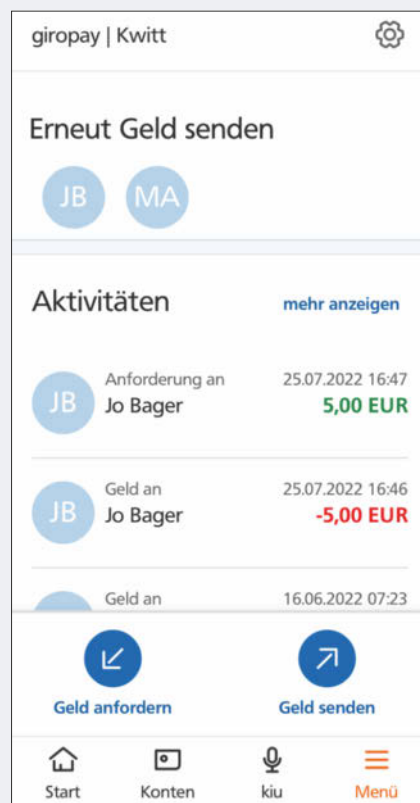 giropay | Kwitt
Erneut Geld senden
JB MA
Aktivitäten mehr anzeigen
JB
Anforderung an 25.07.2022 16:47
Jo Bager 5,00 EUR
JB
Geld an 25.07.2022 16:46
Jo Bager -5,00 EUR
Geld an 16.06.2022 07:23
Geld anfordern Geld senden
Start Konten kiu Menü